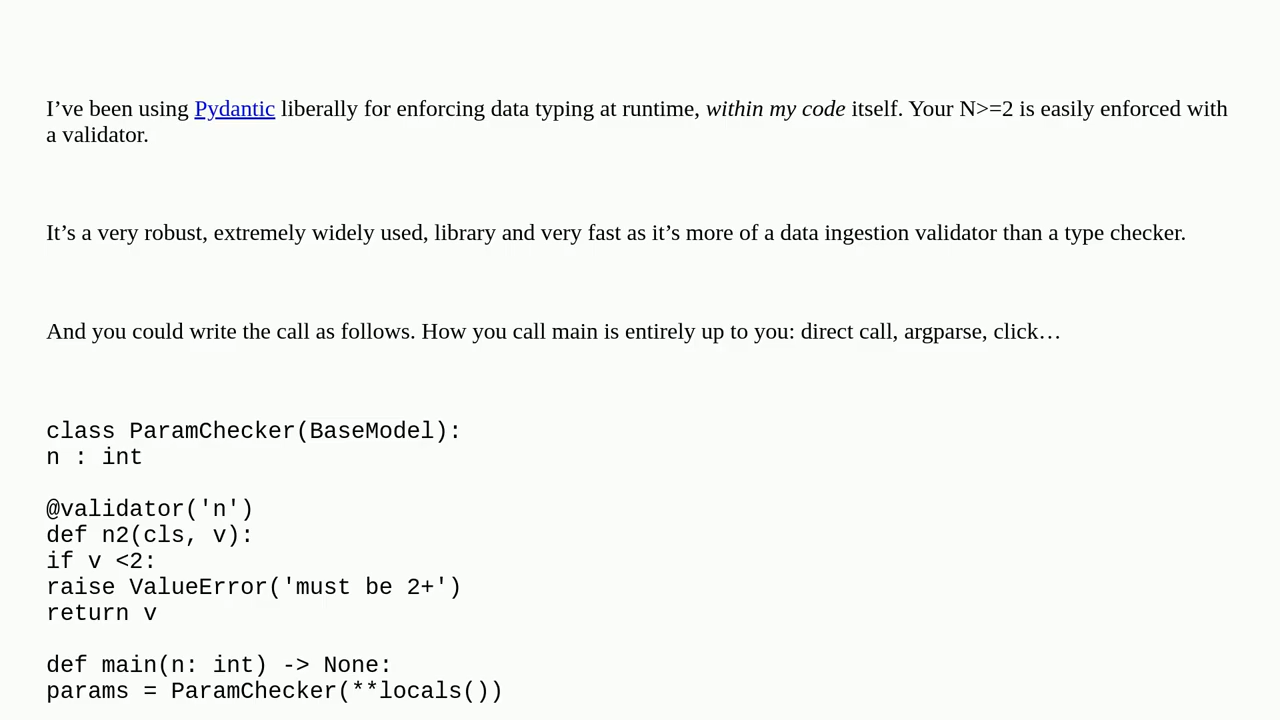 I’ve been using Pydantic liberally for enforcing data typing at runtime, within my code itself. Your N>=2 is easily enforced with
a validator.
It’s a very robust, extremely widely used, library and very fast as it’s more of a data ingestion validator than a type checker.
And you could write the call as follows. How you call main is entirely up to you: direct call, argparse, click…
class ParamChecker(BaseModel):
n : int
@validator('n')
def n2(cls, v):
if v <2:
raise ValueError('must be 2+')
return v
def main(n: int) -> None:
params = ParamChecker(**locals())